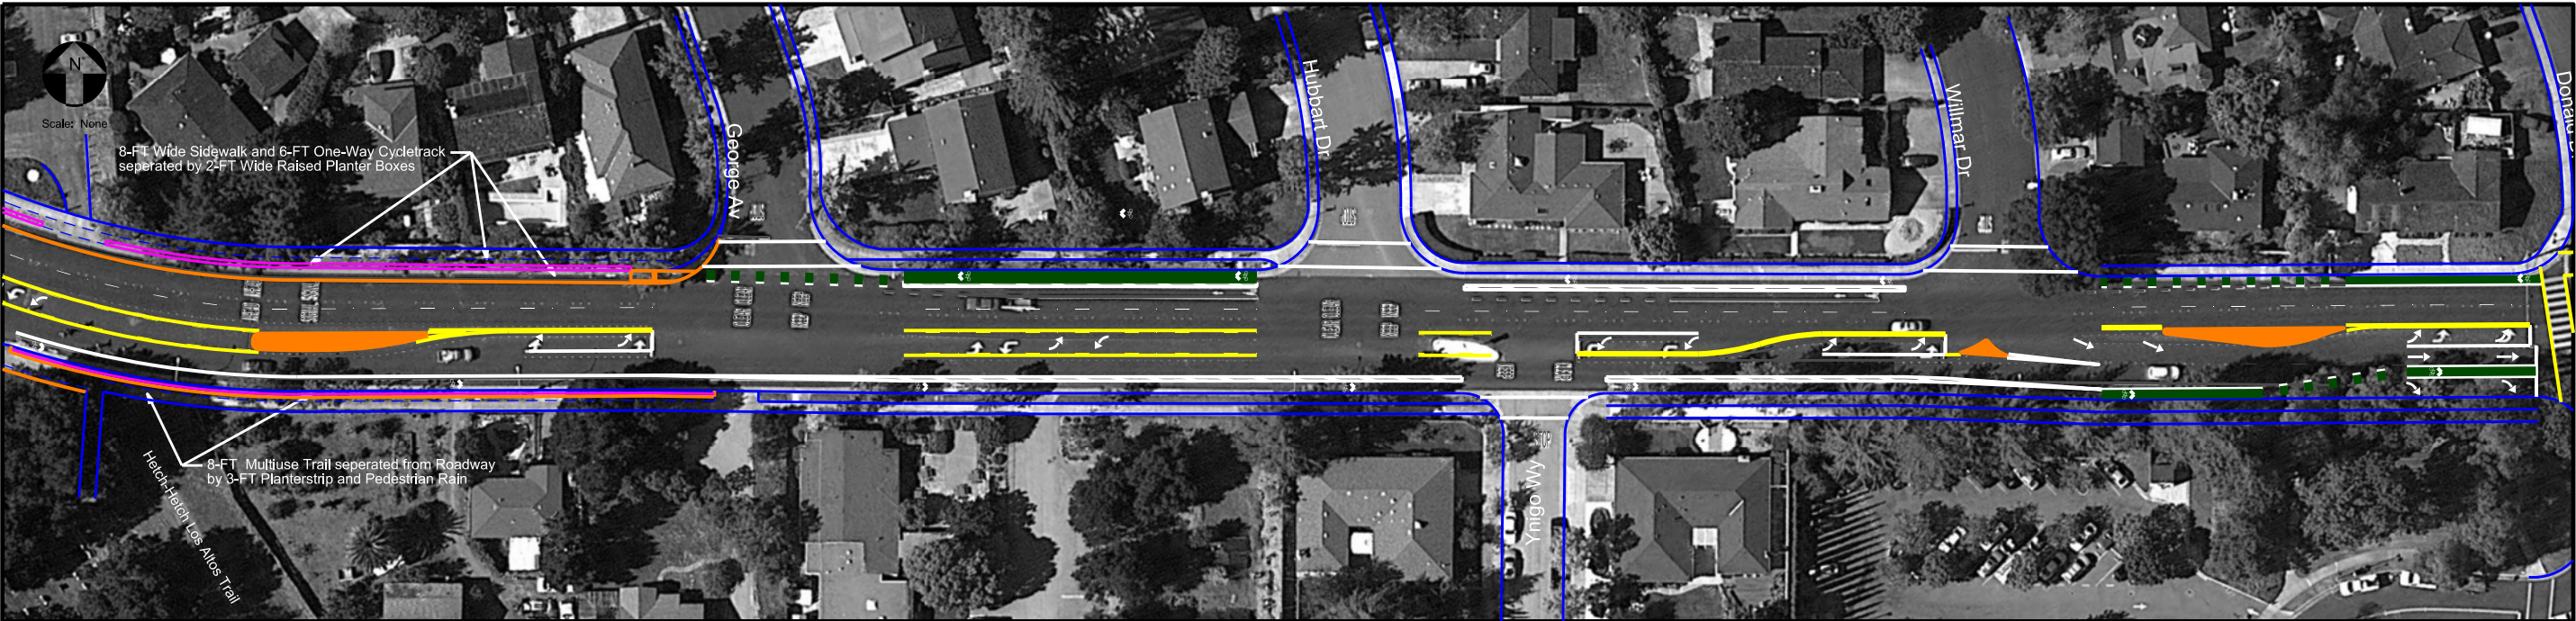 N
Scale: None
8-FT Wide Sidewalk and 6-FT One-Way Cycletrack
seperated by 2-FT Wide Raised Planter Boxes
George Av
Hubbart Dr
Willmar Dr
8-FT Multiuse Trail seperated from Roadway
by 3-FT Planterstrip and Pedestrian Rain
Hetch-Hetch Los Altos Trail
STOP
Ynigo Wy